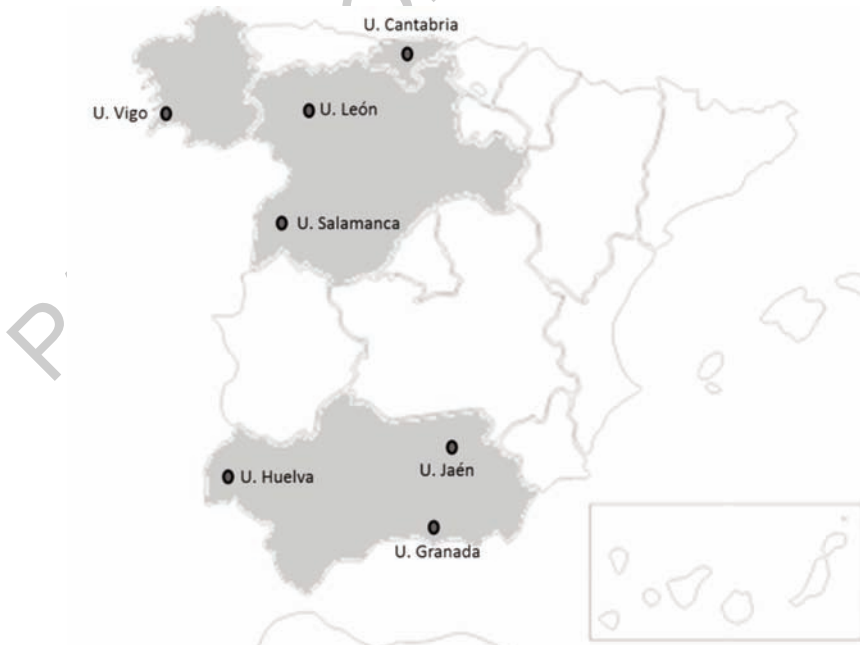 U. Cantabria
U. Vigo
U. León
U. Salamanca
U. Jaén
U. Huelva
U. Granada